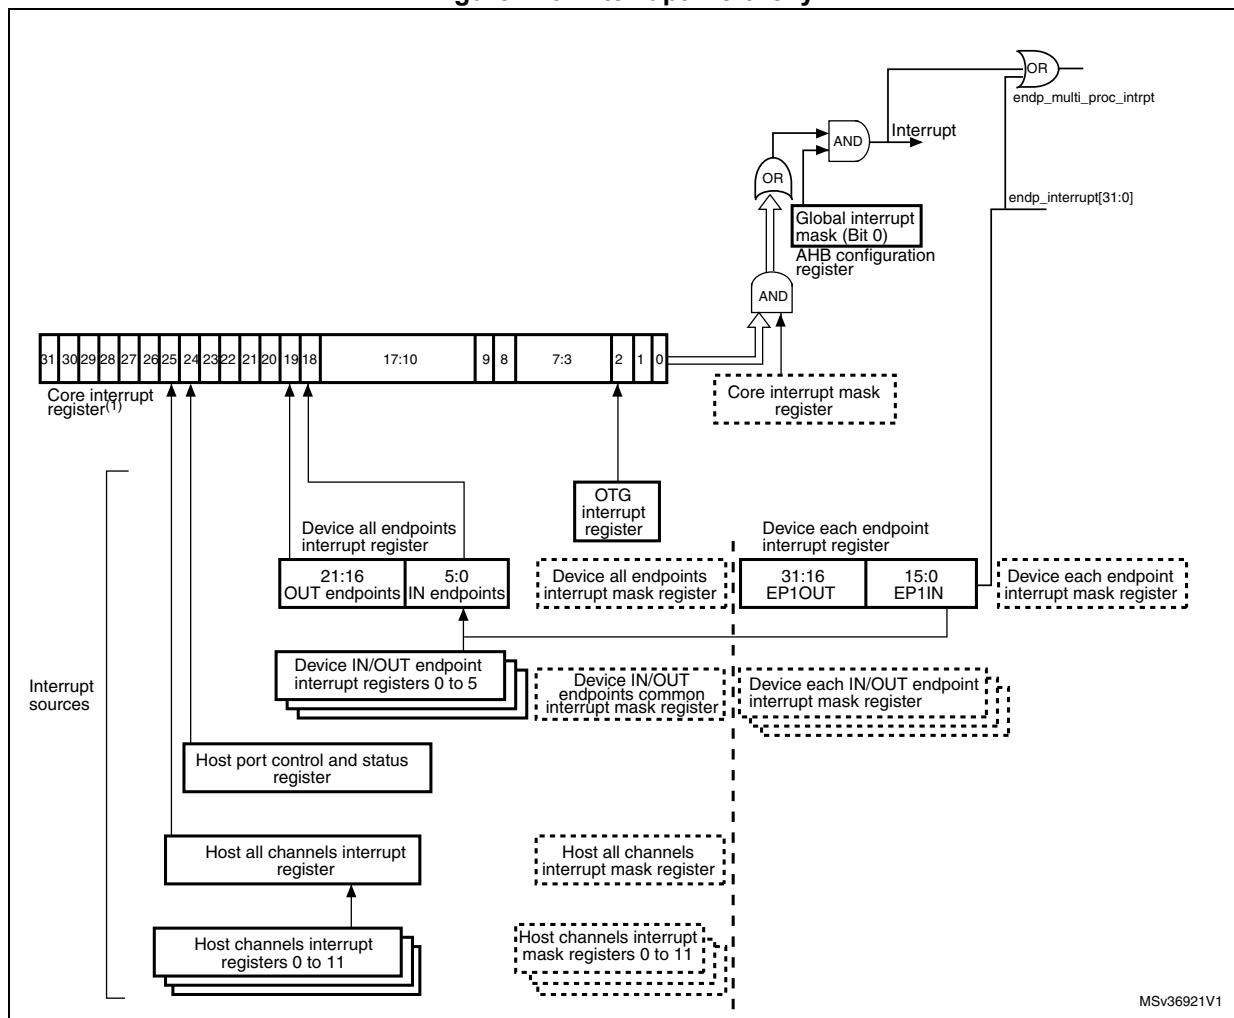 OR
endp_multi_proc_intrpt
AND
Interrupt
OR
endp_interrupt[31:0]
Global interrupt
mask (Bit 0)
AHB configuration
register
AND
31 30 29 28 27 26 25 24 23 22 21 20 19 18 17:10 9 8 7:3 2 1 0
Core interrupt
register(1)
Core interrupt mask
register
OTG
interrupt
register
Device all endpoints
interrupt register
Device each endpoint
interrupt register
21:16
OUT endpoints
5:0
IN endpoints
Device all endpoints
interrupt mask register
31:16
EP1OUT
15:0
EP1IN
Device each endpoint
interrupt mask register
Device IN/OUT endpoint
interrupt registers 0 to 5
Device IN/OUT
endpoints common
interrupt mask register
Device each IN/OUT endpoint
interrupt mask register
Interrupt
sources
Host port control and status
register
Host all channels interrupt
register
Host all channels
interrupt mask register
Host channels interrupt
registers 0 to 11
Host channels interrupt
mask registers 0 to 11
MSv36921V1